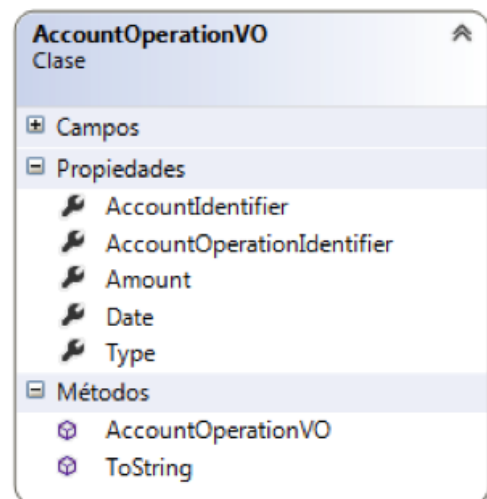 AccountOperationVO
Clase
Campos
Propiedades
AccountIdentifier
AccountOperationIdentifier
Amount
Date
Type
Métodos
AccountOperationVO
ToString